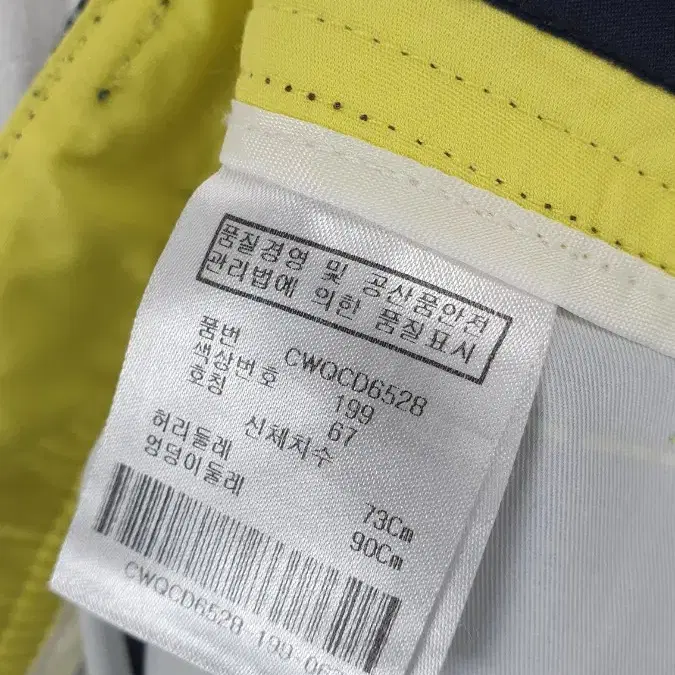 품질경영 및 공산품안전
관리법에 의한 품질표시
품번 CWQCD6528
색상번호 199
호칭 67
신체치수
허리둘레 73Cm
엉덩이둘레 90Cm
CWQCD6528 199-067